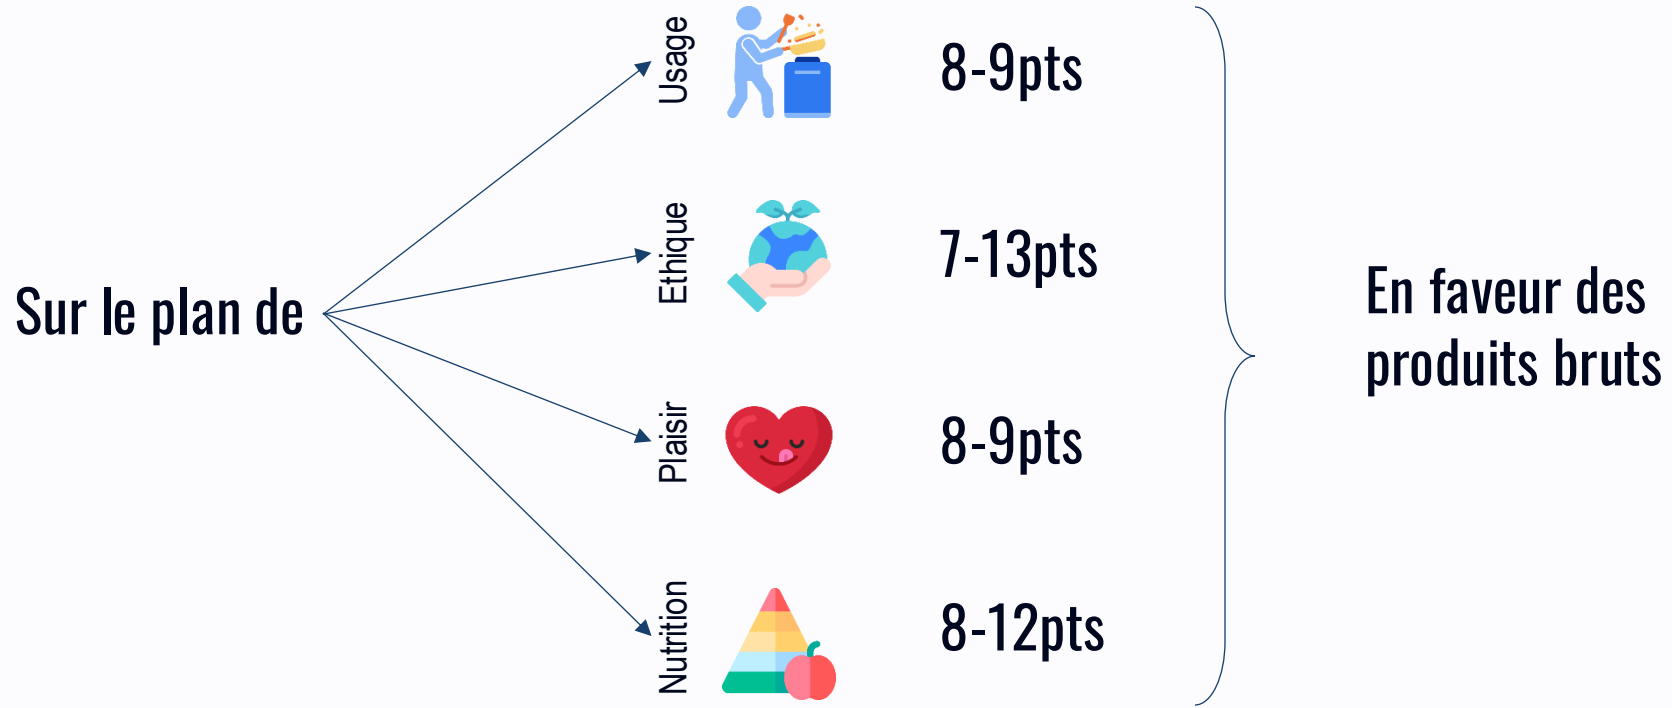 Sur le plan de
Usage
8-9pts
Ethique
7-13pts
Plaisir
8-9pts
Nutrition
8-12pts
En faveur des
produits bruts